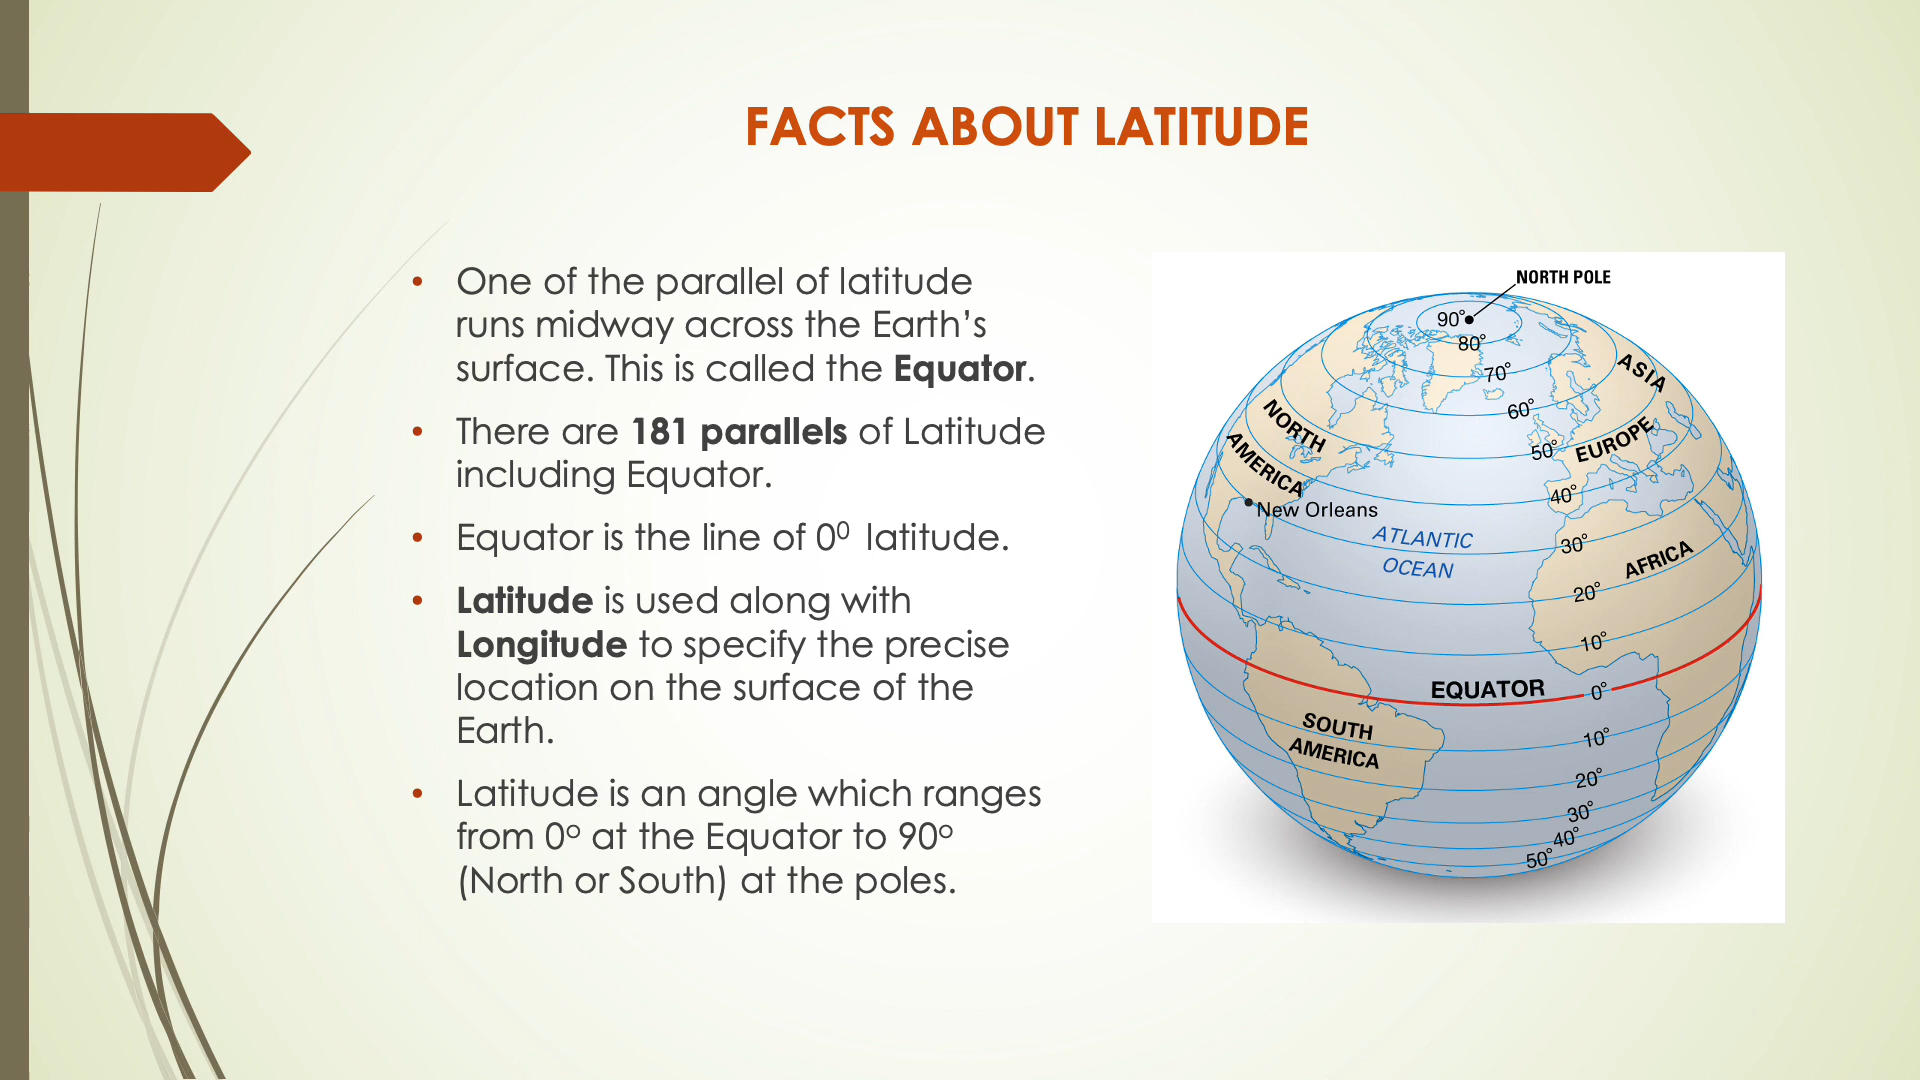 FACTS ABOUT LATITUDE
• One of the parallel of latitude
runs midway across the Earth’s
surface. This is called the Equator.
• There are 181 parallels of Latitude
including Equator.
• Equator is the line of 0⁰ latitude.
• Latitude is used along with
Longitude to specify the precise
location on the surface of the
Earth.
• Latitude is an angle which ranges
from 0o at the Equator to 90o
(North or South) at the poles.
NORTH POLE
90°
80°
70°
60°
50°
40°
30°
20°
10°
0°
10°
20°
30°
40°
50°
ASIA
NORTH
AMERICA
EUROPE
New Orleans
ATLANTIC
OCEAN
AFRICA
EQUATOR
SOUTH
AMERICA